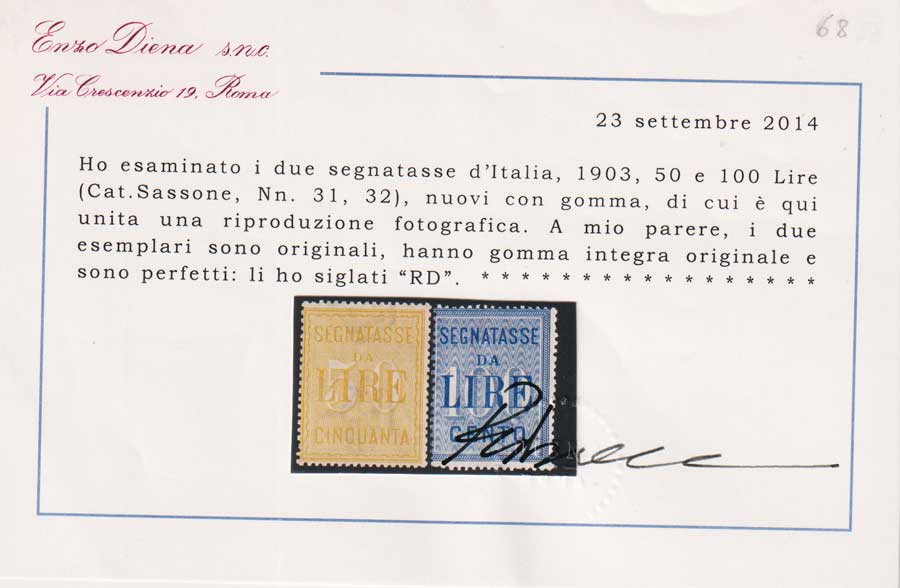 68
Enzo Diena s.n.c.
Via Crescenzio 19, Roma
23 settembre 2014
Ho esaminato i due segnatasse d'Italia, 1903, 50 e 100 Lire
(Cat.Sassone, Nn. 31, 32), nuovi con gomma, di cui è qui
unita una riproduzione fotografica. A mio parere, i due
esemplari sono originali, hanno gomma integra originale e
sono perfetti: li ho siglati “RD”. * * * * * * * * * * * * * * * * *
SEGNATASSE
DA
50
LIRE
CINQUANTA
SEGNATASSE
DA
100
LIRE
CENTO